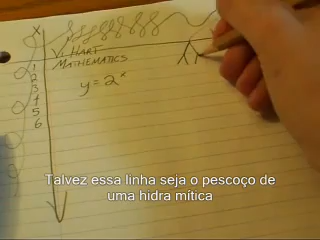 x
Vi Hart
Mathematics
y = 2ˣ
1
2
3
4
5
6
Talvez essa linha seja o pescoço de
uma hidra mítica